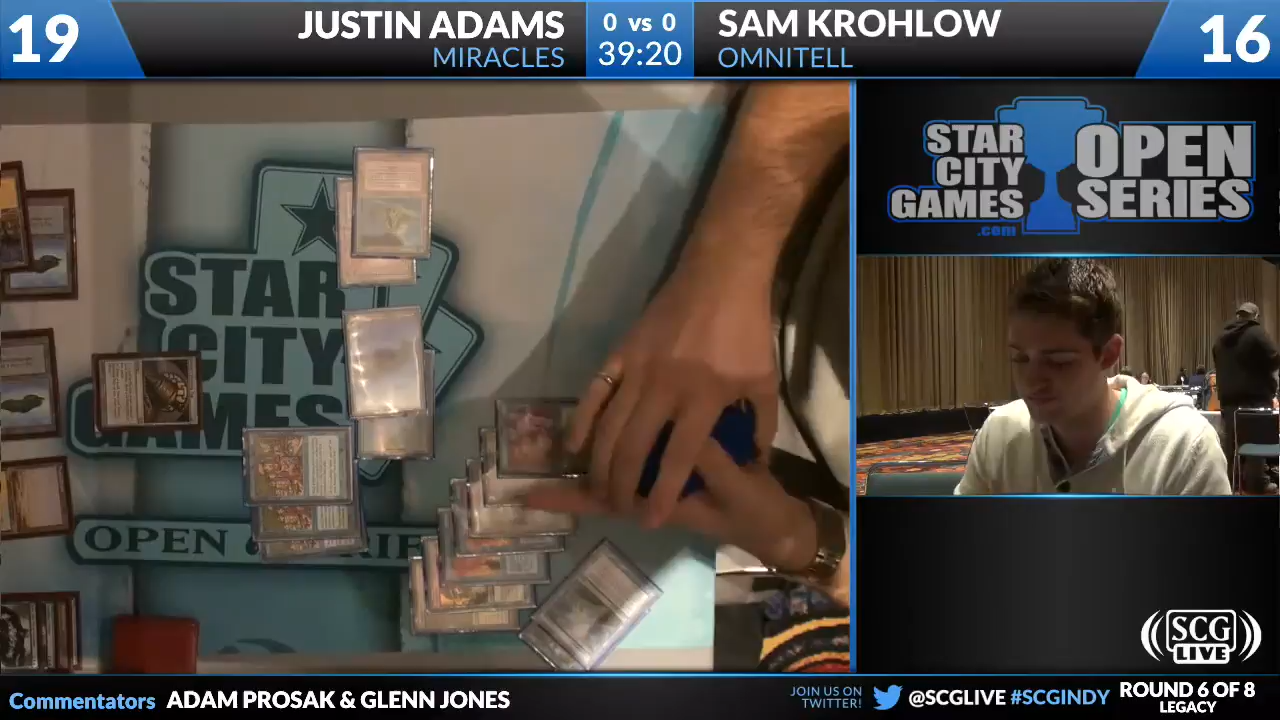 19
JUSTIN ADAMS
MIRACLES
0 vs 0
39:20
SAM KROHLOW
OMNITELL
16
STAR
CITY
GAMES
.com
OPEN
SERIES
STAR
CITY
GAMES
OPEN
SCG
LIVE
Commentators ADAM PROSAK & GLENN JONES
JOIN US ON
TWITTER!
@SCGLIVE #SCGINDY
ROUND 6 OF 8
LEGACY